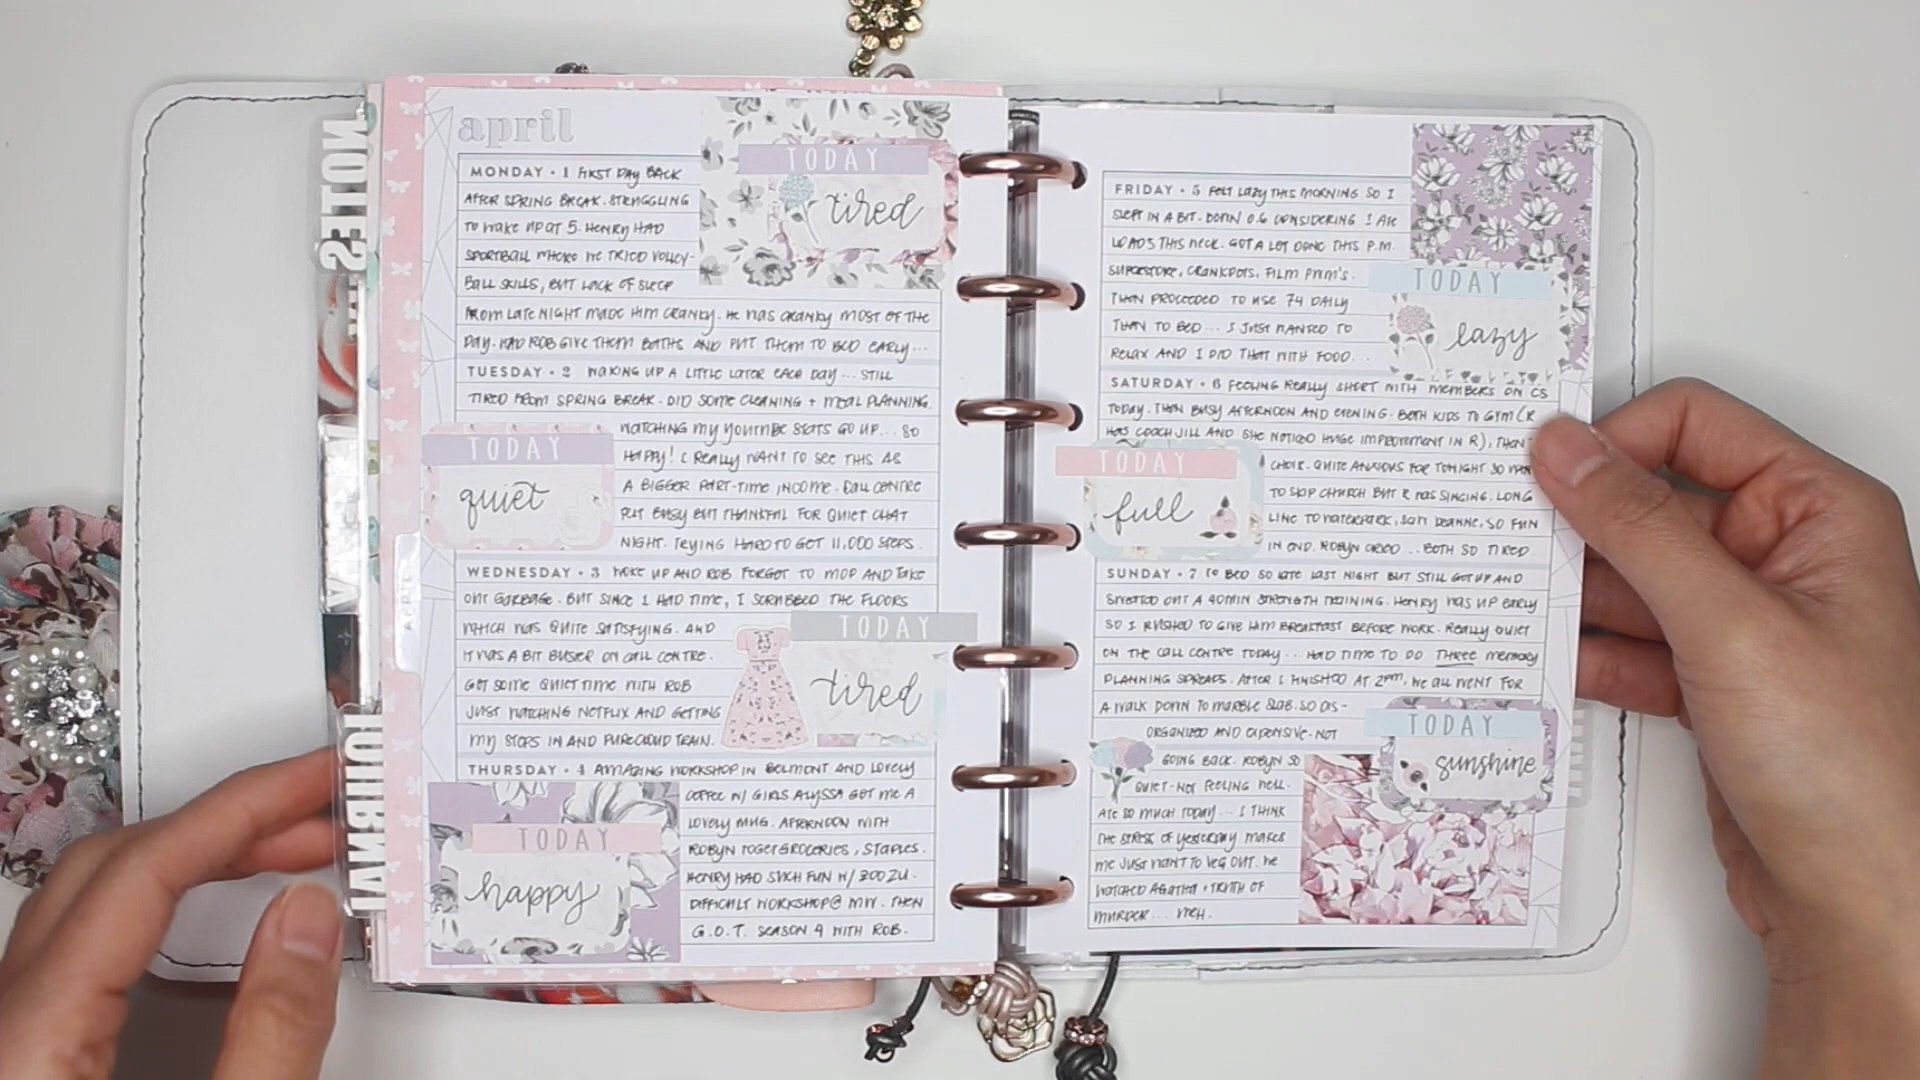 NOTES
JOURNAL
APRIL
april
MONDAY • 1 FIRST DAY BACK
AFTER SPRING BREAK. STRUGGLING
TO WAKE UP AT 5. HENRY HAD
SPORTBALL WHERE HE TRIED VOLLEY-
BALL SKILLS, BUT LACK OF SLEEP
FROM LATE NIGHT MADE HIM CRANKY. HE WAS CRANKY MOST OF THE
DAY. HAD ROB GIVE THEM BATHS AND PUT THEM TO BED EARLY...
TODAY
tired
TUESDAY • 2 WAKING UP A LITTLE LATER EACH DAY... STILL
TIRED FROM SPRING BREAK. DID SOME CLEANING + MEAL PLANNING.
WATCHING MY YOUTUBE STATS GO UP... SO
HAPPY! I REALLY WANT TO SEE THIS AS
A BIGGER PART-TIME INCOME. CALL CENTRE
BUSY BUT THANKFUL FOR QUIET CHAT
NIGHT. TRYING HARD TO GET 11,000 STEPS.
TODAY
quiet
WEDNESDAY • 3 WOKE UP AND ROB FORGOT TO MOP AND TAKE
OUT GARBAGE. BUT SINCE I HAD TIME, I SCRUBBED THE FLOORS
WHICH WAS QUITE SATISFYING. AND
IT WAS A BIT BUSIER ON CALL CENTRE.
GOT SOME QUIET TIME WITH ROB
JUST WATCHING NETFLIX AND GETTING
MY STEPS IN AND PURECLOUD TRAIN.
TODAY
tired
THURSDAY • 4 AMAZING WORKSHOP IN BELMONT AND LOVELY
COFFEE W/ GIRLS. ALYSSA GOT ME A
LOVELY MUG. AFTERNOON WITH
ROBYN TO GET GROCERIES, STAPLES.
HENRY HAD SUCH FUN W/ ZOO ZU.
DIFFICULT WORKSHOP @ MW. THEN
G.O.T. SEASON 4 WITH ROB.
TODAY
happy
FRIDAY • 5 FELT LAZY THIS MORNING SO I
SLEPT IN A BIT. DOWN 0.6 CONSIDERING I ATE
LOADS THIS WEEK. GOT A LOT DONE THIS P.M.
SUPERSTORE, CRANKPOTS, FILM
THEN PROCEEDED TO USE 74 DAILY
THEN TO BED... I JUST WANTED TO
RELAX AND I DID THAT WITH FOOD...
TODAY
lazy
SATURDAY • 6 FEELING REALLY SHORT WITH MEMBERS ON CS
TODAY. THEN BUSY AFTERNOON AND EVENING. BOTH KIDS TO GYM (R
HAS COACH JILL AND SHE NOTICED HUGE IMPROVEMENT IN R), THEN
CHOIR. QUITE ANXIOUS FOR TONIGHT SO
TO SKIP CHURCH BUT R WAS SINGING. LONG
LINE TO WATERPARK, SAW DEANNE, SO FUN
IN END. ROBYN CRIED... BOTH SO TIRED.
TODAY
full
SUNDAY • 7 TO BED SO LATE LAST NIGHT BUT STILL GOT UP AND
SWEATED OUT A 40MIN STRENGTH TRAINING. HENRY WAS UP EARLY
SO I RUSHED TO GIVE HIM BREAKFAST BEFORE WORK. REALLY QUIET
ON THE CALL CENTRE TODAY... HAD TIME TO DO THREE MEMORY
PLANNING SPREADS. AFTER I FINISHED AT 2PM, WE ALL WENT FOR
A WALK DOWN TO MARBLE SLAB. SO DIS-
ORGANIZED AND EXPENSIVE - NOT
GOING BACK. ROBYN SO
QUIET - NOT FEELING WELL.
ATE SO MUCH TODAY... I THINK
THE STRESS OF YESTERDAY MAKES
ME JUST WANT TO VEG OUT. WE
WATCHED AGATHA + TRUTH OF
MURDER... MEH.
TODAY
sunshine